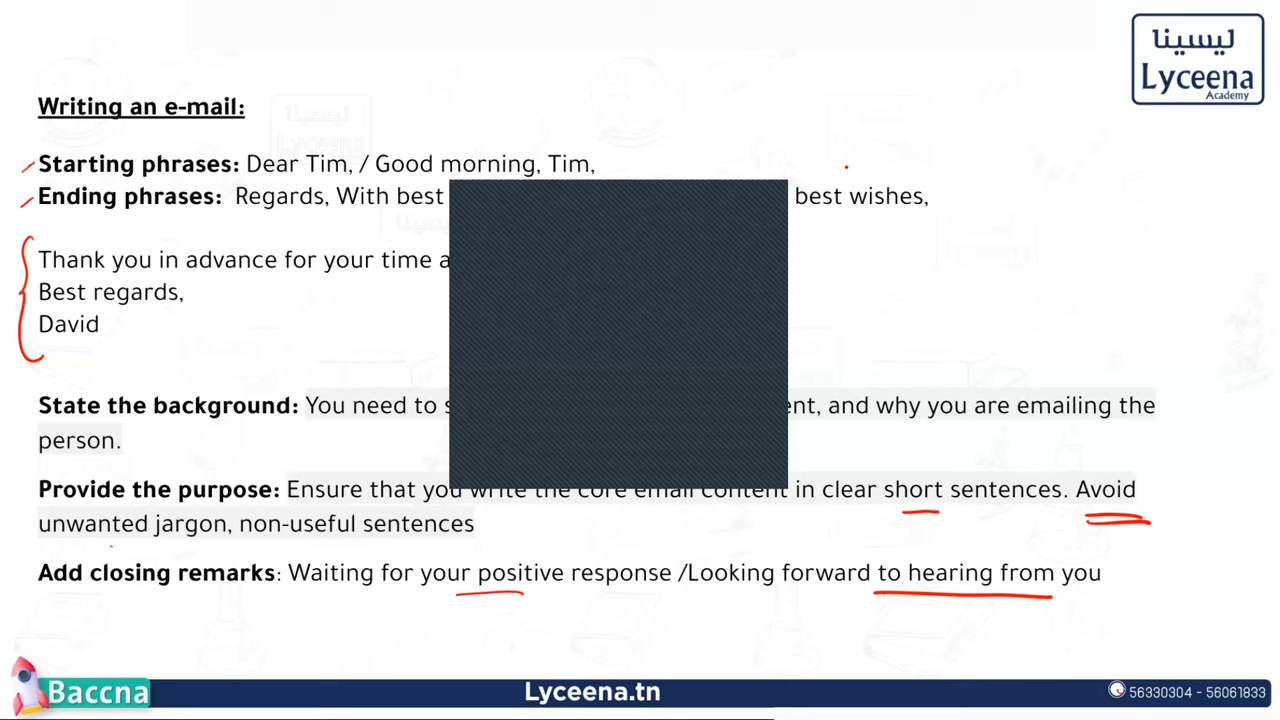 ليسينا
Lyceena
Academy
Writing an e-mail:
Starting phrases: Dear Tim, / Good morning, Tim,
Ending phrases: Regards, With best best wishes,
Thank you in advance for your time
Best regards,
David
State the background: You need to and why you are emailing the
person.
Provide the purpose: Ensure that you write the core email content in clear short sentences. Avoid
unwanted jargon, non-useful sentences
Add closing remarks: Waiting for your positive response /Looking forward to hearing from you
Baccna Lyceena.tn 56330304 - 56061833